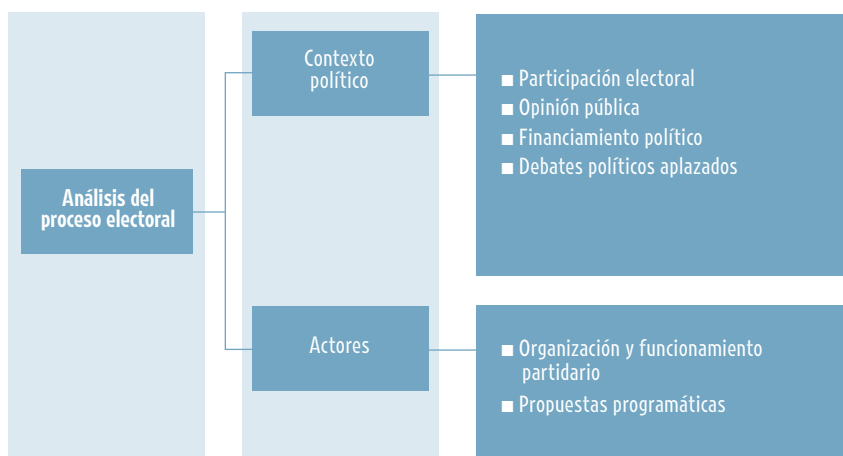 Análisis del
proceso electoral
Contexto
político
■ Participación electoral
■ Opinión pública
■ Financiamiento político
■ Debates políticos aplazados
Actores
■ Organización y funcionamiento
partidario
■ Propuestas programáticas